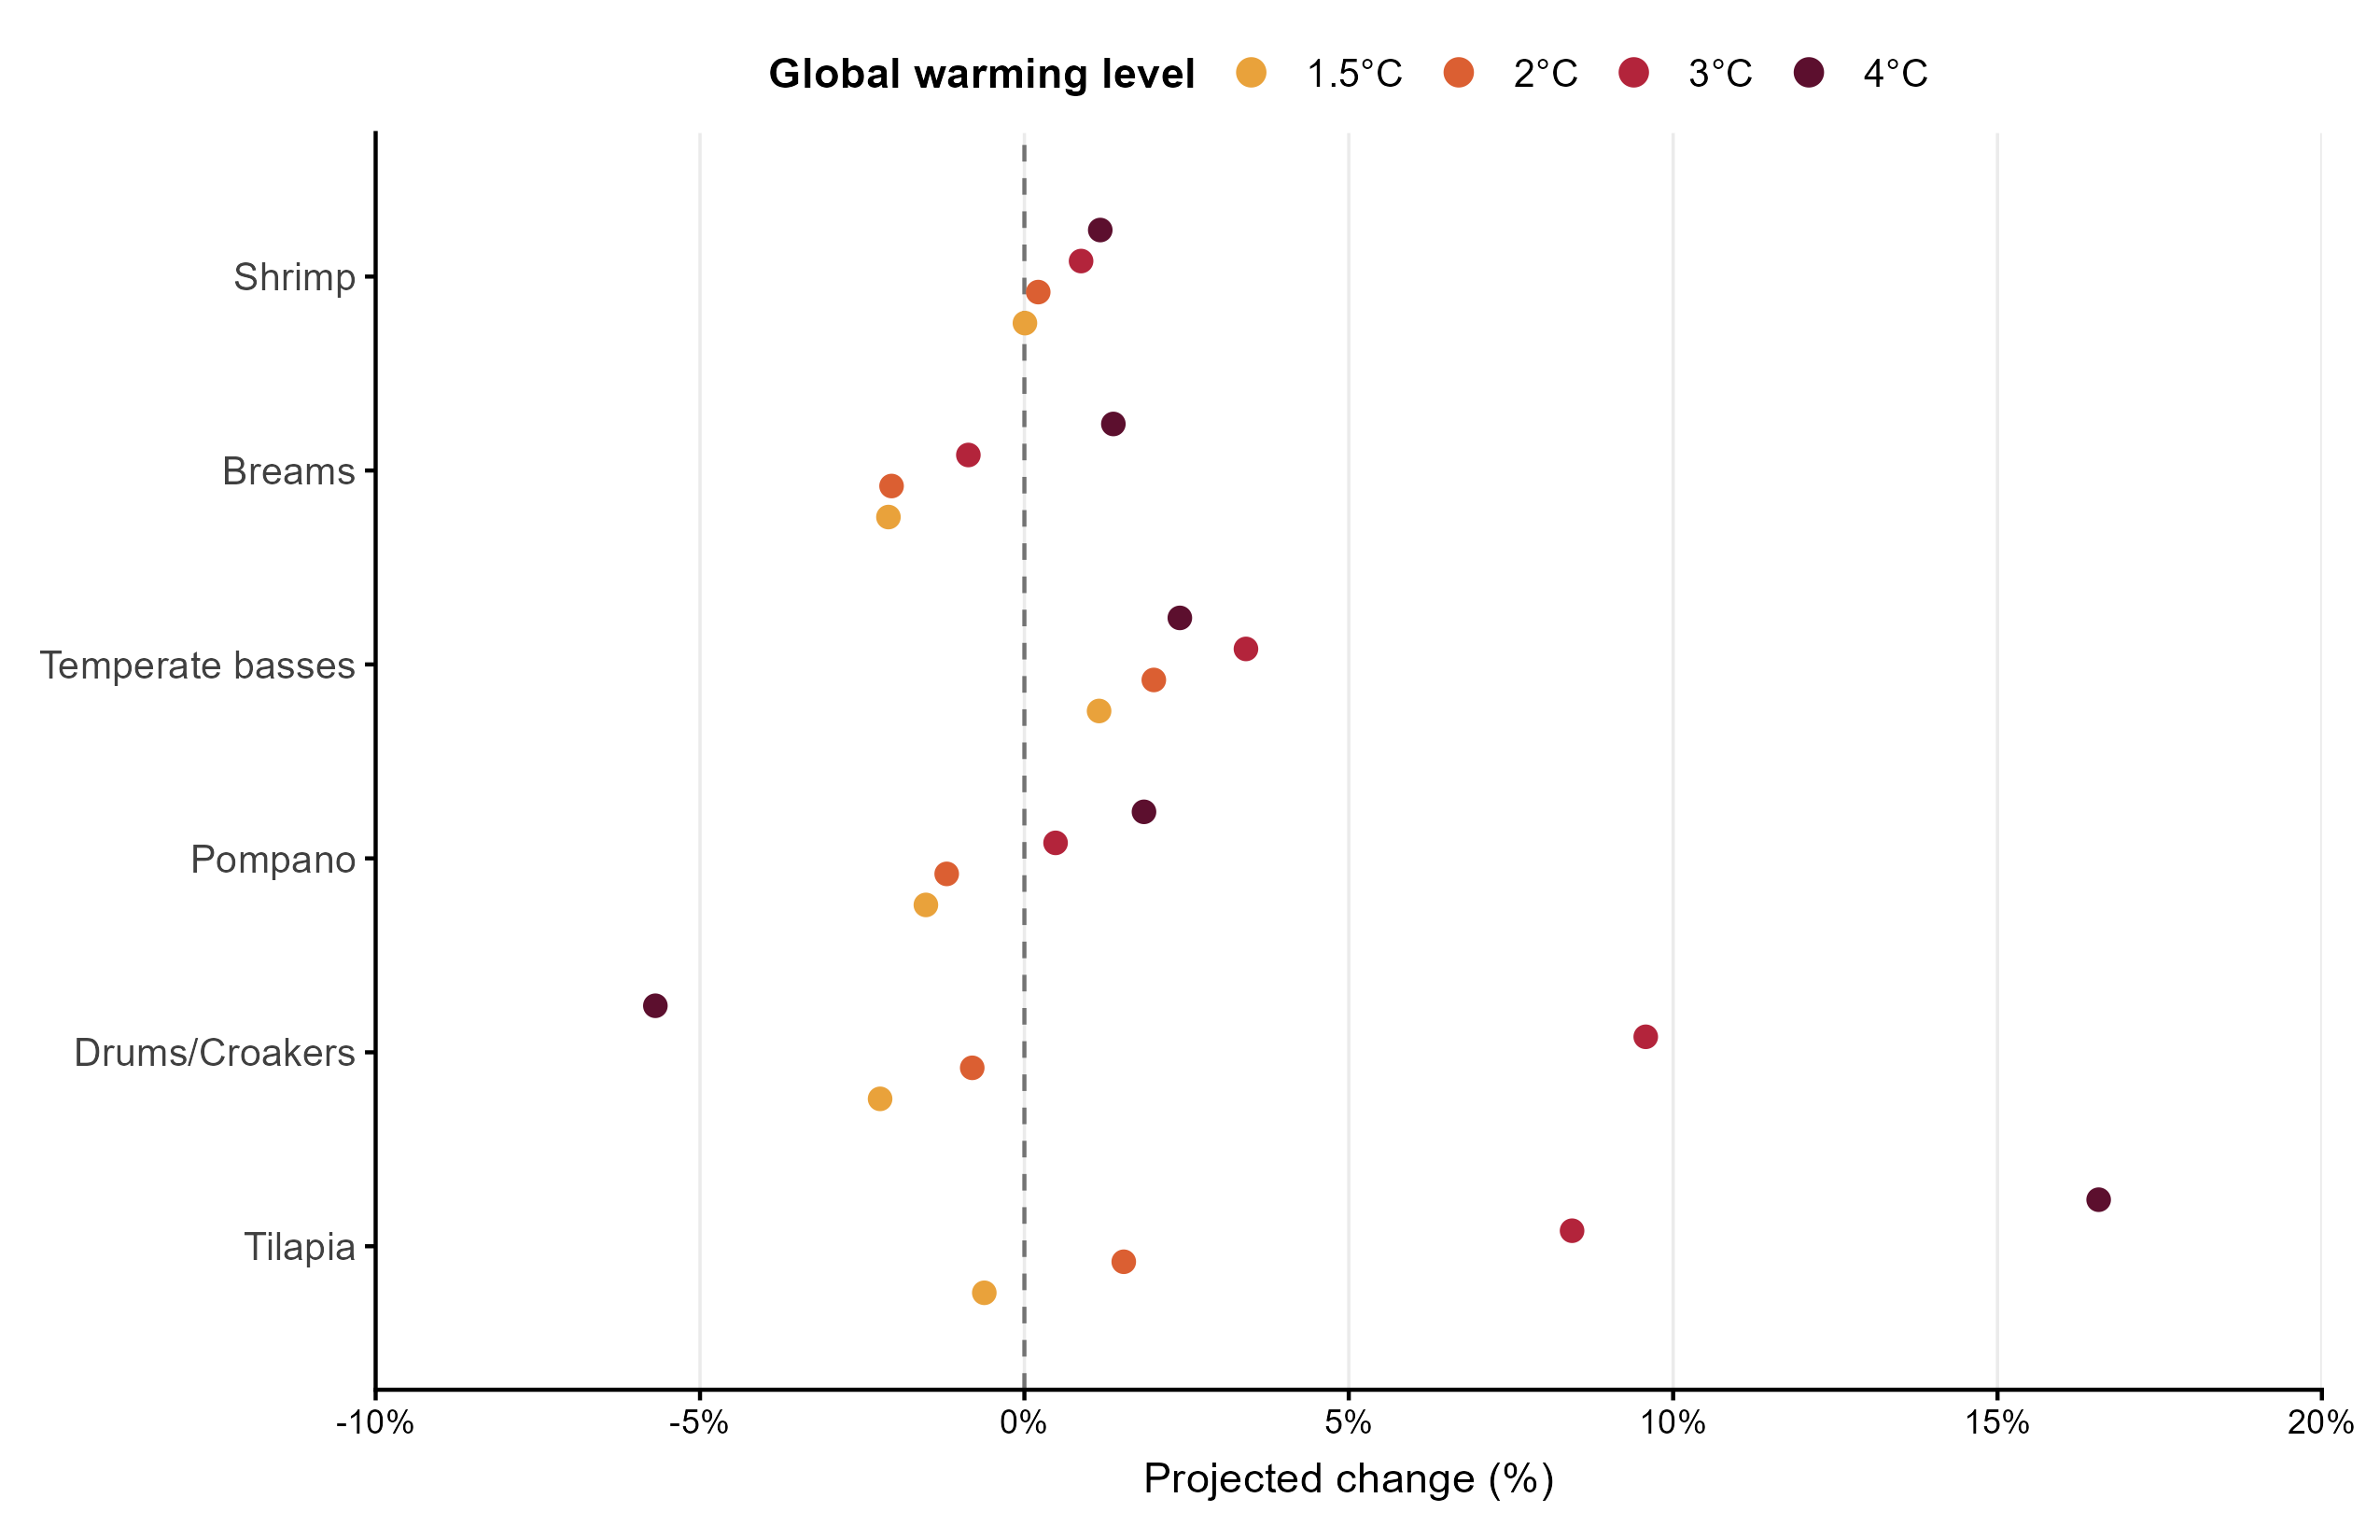 Global warming level 1.5°C 2°C 3°C 4°C
Shrimp
Breams
Temperate basses
Pompano
Drums/Croakers
Tilapia
-10% -5% 0% 5% 10% 15% 20%
Projected change (%)